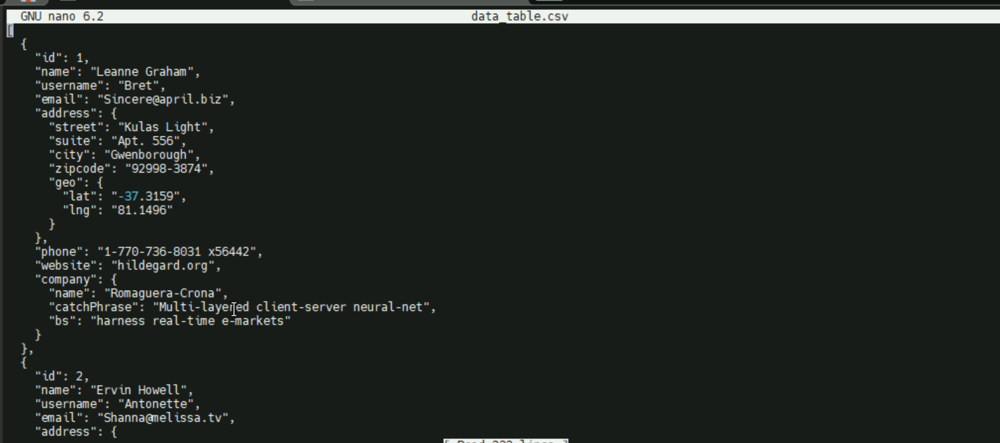 GNU nano 6.2 data_table.csv
[
{
"id": 1,
"name": "Leanne Graham",
"username": "Bret",
"email": "Sincere@april.biz",
"address": {
"street": "Kulas Light",
"suite": "Apt. 556",
"city": "Gwenborough",
"zipcode": "92998-3874",
"geo": {
"lat": "-37.3159",
"lng": "81.1496"
}
},
"phone": "1-770-736-8031 x56442",
"website": "hildegard.org",
"company": {
"name": "Romaguera-Crona",
"catchPhrase": "Multi-layered client-server neural-net",
"bs": "harness real-time e-markets"
}
},
{
"id": 2,
"name": "Ervin Howell",
"username": "Antonette",
"email": "Shanna@melissa.tv",
"address": {